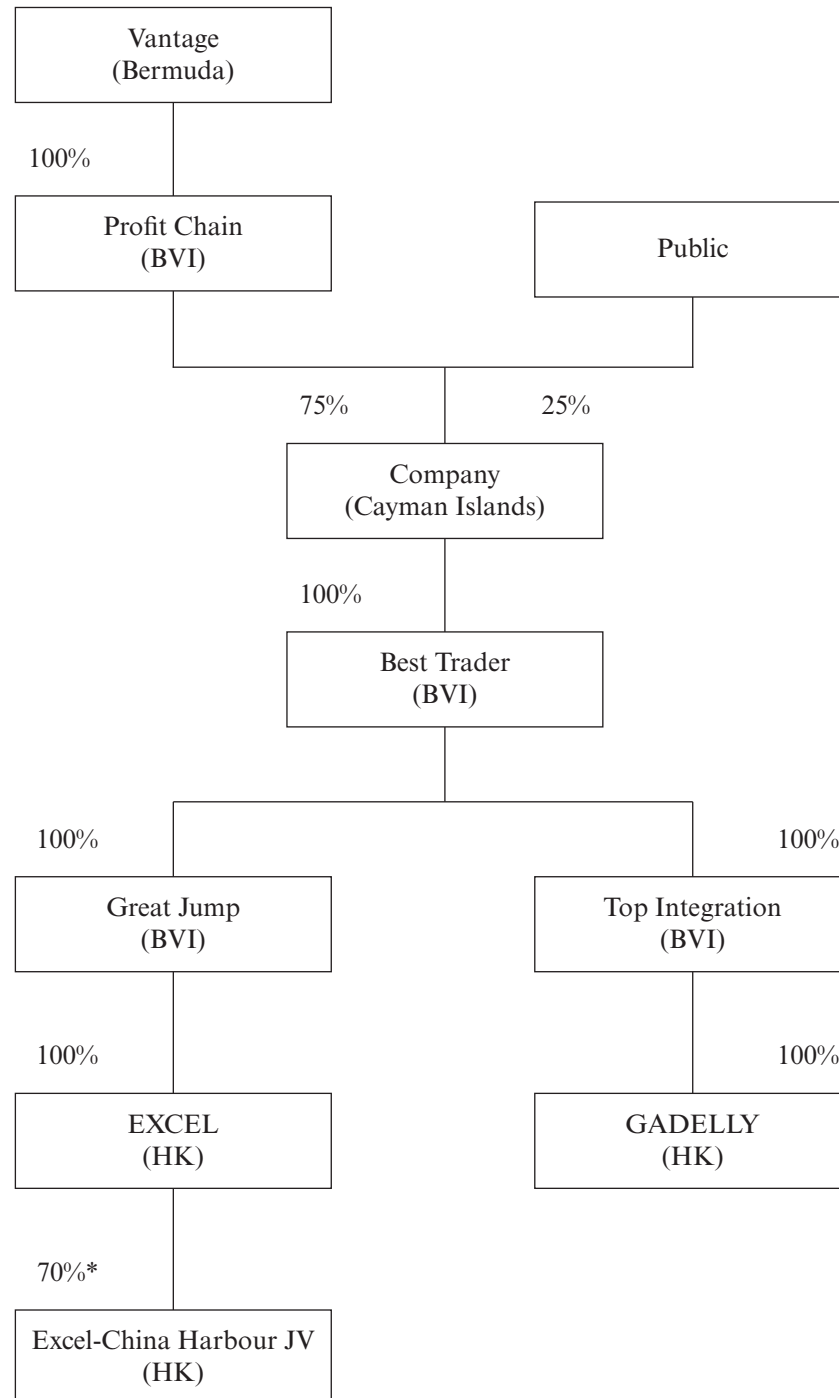 Vantage
(Bermuda)
100%
Profit Chain
(BVI)
Public
75%
25%
Company
(Cayman Islands)
100%
Best Trader
(BVI)
100%
100%
Great Jump
(BVI)
Top Integration
(BVI)
100%
100%
EXCEL
(HK)
GADELLY
(HK)
70%*
Excel-China Harbour JV
(HK)